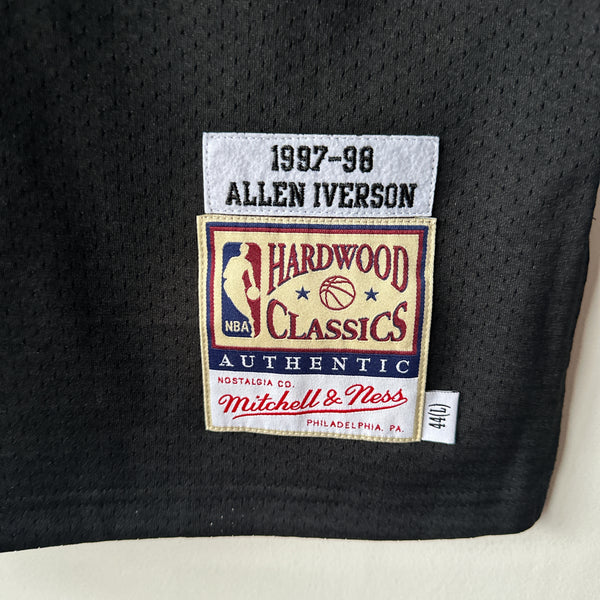 1997-98
ALLEN IVERSON
HARDWOOD
NBA
CLASSICS
AUTHENTIC
NOSTALGIA CO.
Mitchell & Ness
PHILADELPHIA, PA.
44(L)